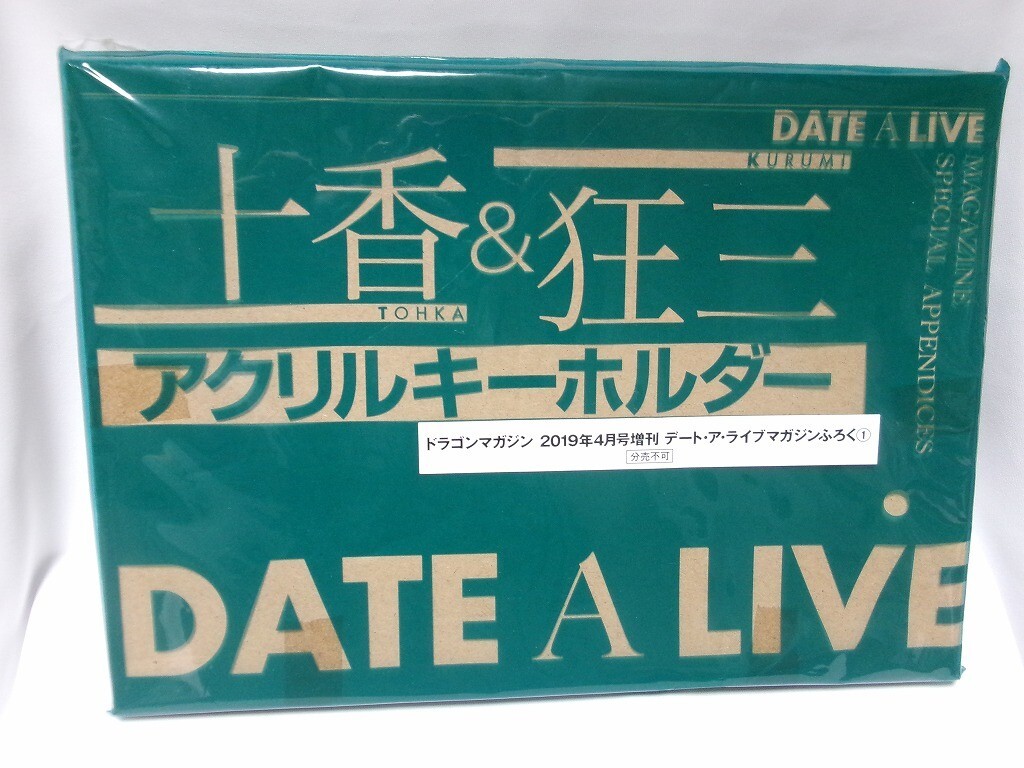 DATE A LIVE
KURUMI
十香&狂三
TOHKA
MAGAZINE
SPECIAL APPENDICES
アクリルキーホルダー
ドラゴンマガジン 2019年4月号増刊 デート・ア・ライブマガジンふろく①
分売不可
DATE A LIVE